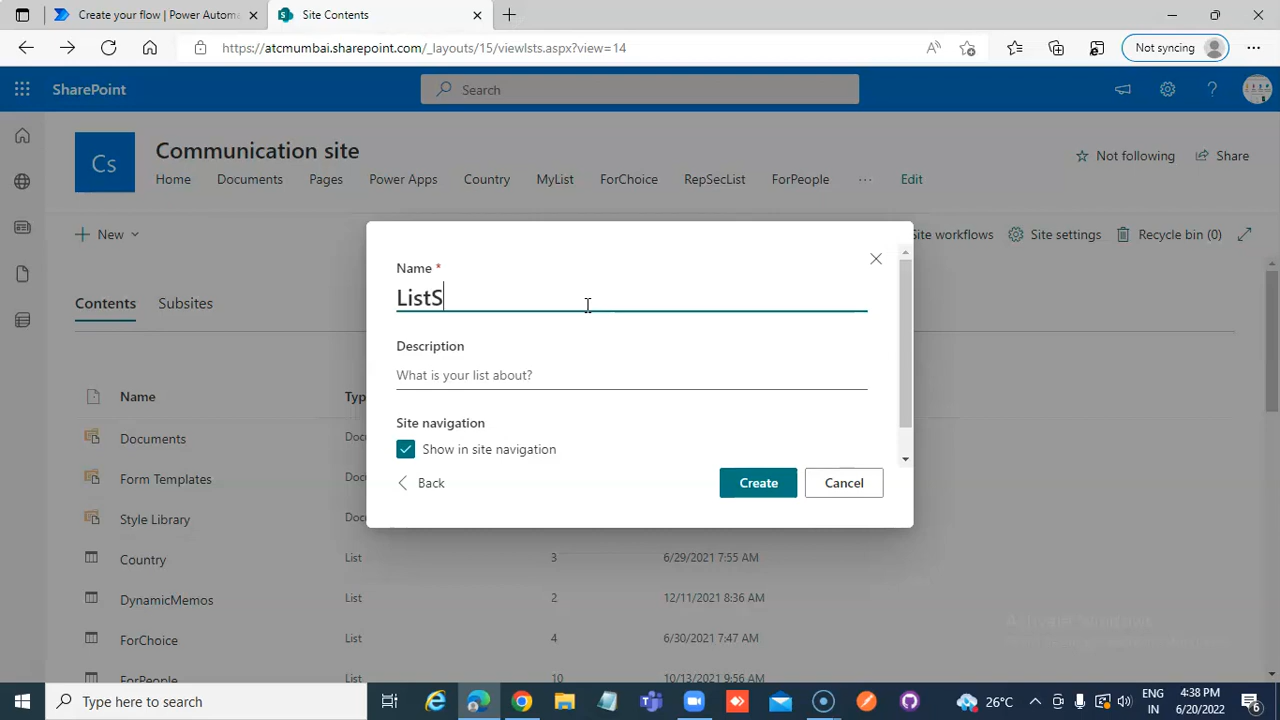 Create your flow | Power Automa
Site Contents
https://atcmumbai.sharepoint.com/_layouts/15/viewlsts.aspx?view=14
Not syncing
SharePoint
Search
Cs
Communication site
Not following
Share
Home Documents Pages Power Apps Country MyList ForChoice RepSecList ForPeople ... Edit
New
Site workflows Site settings Recycle bin (0)
Contents Subsites
Name *
ListS
Description
What is your list about?
Site navigation
Show in site navigation
Back
Create
Cancel
Name
Documents
Form Templates
Style Library
Country List 3 6/29/2021 7:55 AM
DynamicMemos List 2 12/11/2021 8:36 AM
ForChoice List 4 6/30/2021 7:47 AM
ForPeople 10 10/13/2021 9:56 AM
Type here to search
26°C
ENG
IN
4:38 PM
6/20/2022
6